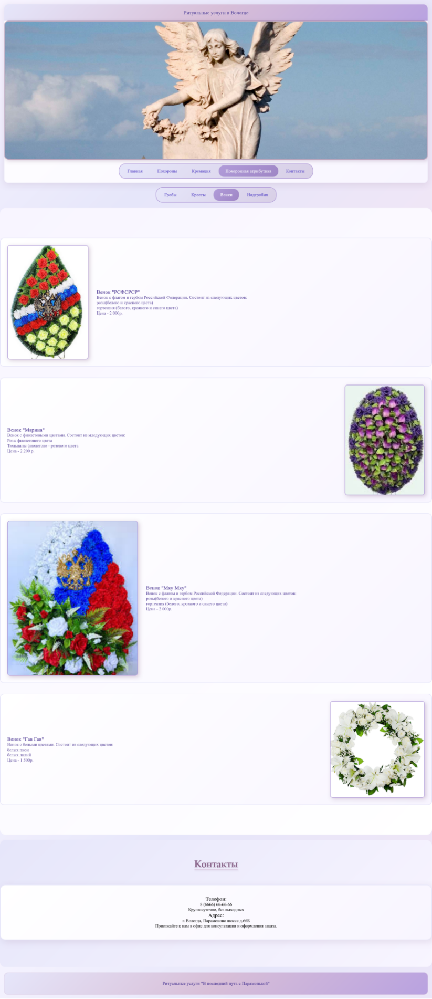 Ритуальные услуги в Вологде
Главная Похороны Кремация Похоронная атрибутика Контакты
Гробы Кресты Венки Надгробия
Венок "РСФСРСР"
Венок с флагом и гербом Российской Федерации. Состоит из следующих цветов:
розы(белого и красного цвета)
гортензия (белого, крсаного и синего цвета)
Цена - 2 000р.
Венок "Марина"
Венок с фиолетовыми цветами. Состоит из мледующих цветов:
Розы фиолетового цвета
Тюльпаны фиолетово - розового цвета
Цена - 2 200 р.
Венок "Мяу Мяу"
Венок с флагом и гербом Российской Федерации. Состоит из следующих цветов:
розы(белого и красного цвета)
гортензия (белого, крсаного и синего цвета)
Цена - 2 000р.
Венок "Гав Гав"
Венок с белыми цветами. Состоит из следующих цветов:
белых пион
белых лилий
Цена - 1 500р.
Контакты
Телефон:
8 (6666) 66-66-66
Круглосуточно, без выходных
Адрес:
г. Вологда, Парамоново шоссе д.66Б
Приезжайте к нам в офис для консультации и оформления заказа.
Ритуальные услуги "В последний путь с Парамонькой"